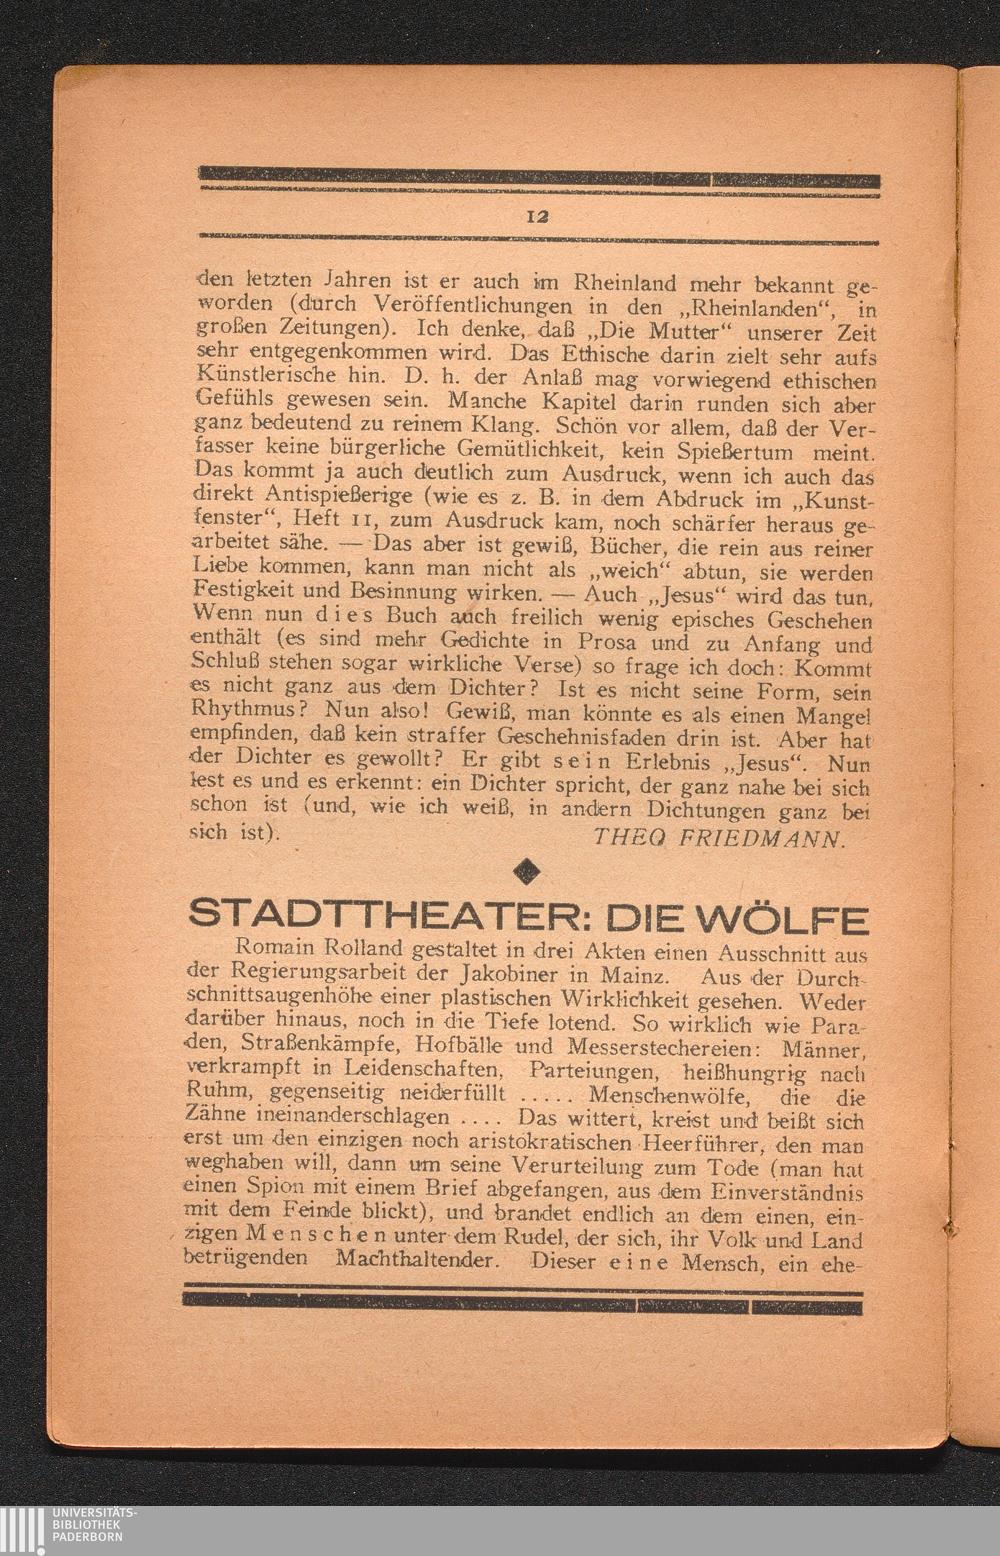 12
den letzten Jahren ist er auch im Rheinland mehr bekannt ge-
worden (durch Veröffentlichungen in den „Rheinlanden“, in
großen Zeitungen). Ich denke, daß „Die Mutter“ unserer Zeit
sehr entgegenkommen wird. Das Ethische darin zielt sehr aufs
Künstlerische hin. D. h. der Anlaß mag vorwiegend ethischen
Gefühls gewesen sein. Manche Kapitel darin runden sich aber
ganz bedeutend zu reinem Klang. Schön vor allem, daß der Ver-
fasser keine bürgerliche Gemütlichkeit, kein Spießertum meint.
Das kommt ja auch deutlich zum Ausdruck, wenn ich auch das
direkt Antispießerige (wie es z. B. in dem Abdruck im „Kunst-
fenster“, Heft 11, zum Ausdruck kam, noch schärfer heraus ge-
arbeitet sähe. — Das aber ist gewiß, Bücher, die rein aus reiner
Liebe kommen, kann man nicht als „weich“ abtun, sie werden
Festigkeit und Besinnung wirken. — Auch „Jesus“ wird das tun,
Wenn nun dies Buch auch freilich wenig episches Geschehen
enthält (es sind mehr Gedichte in Prosa und zu Anfang und
Schluß stehen sogar wirkliche Verse) so frage ich doch: Kommt
es nicht ganz aus dem Dichter? Ist es nicht seine Form, sein
Rhythmus? Nun also! Gewiß, man könnte es als einen Mangel
empfinden, daß kein straffer Geschehnisfaden drin ist. Aber hat
der Dichter es gewollt? Er gibt sein Erlebnis „Jesus“. Nun
lest es und es erkennt: ein Dichter spricht, der ganz nahe bei sich
schon ist (und, wie ich weiß, in andern Dichtungen ganz bei
sich ist). THEO FRIEDMANN.
STADTTHEATER: DIE WÖLFE
Romain Rolland gestaltet in drei Akten einen Ausschnitt aus
der Regierungsarbeit der Jakobiner in Mainz. Aus der Durch-
schnittsaugenhöhe einer plastischen Wirklichkeit gesehen. Weder
darüber hinaus, noch in die Tiefe lotend. So wirklich wie Para-
den, Straßenkämpfe, Hofbälle und Messerstechereien: Männer,
verkrampft in Leidenschaften, Parteiungen, heißhungrig nach
Ruhm, gegenseitig neiderfüllt ..... Menschenwölfe, die die
Zähne ineinanderschlagen .... Das wittert, kreist und beißt sich
erst um den einzigen noch aristokratischen Heerführer, den man
weghaben will, dann um seine Verurteilung zum Tode (man hat
einen Spion mit einem Brief abgefangen, aus dem Einverständnis
mit dem Feinde blickt), und brandet endlich an dem einen, ein-
zigen Menschen unter dem Rudel, der sich, ihr Volk und Land
betrügenden Machthaltender. Dieser eine Mensch, ein ehe-
UNIVERSITÄTS-
BIBLIOTHEK
PADERBORN